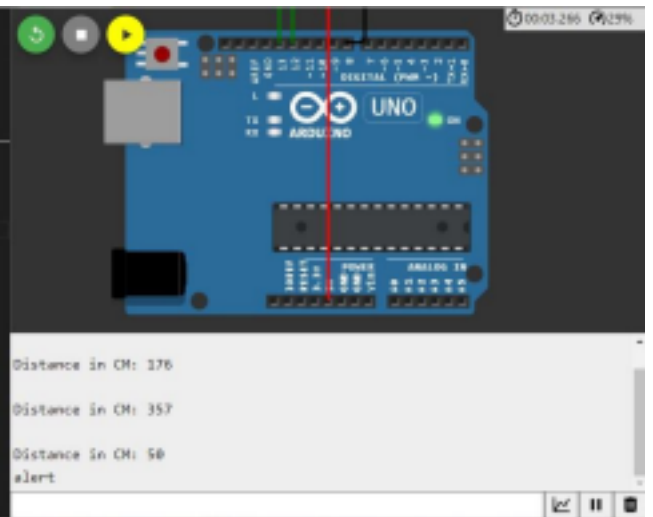 00:03.266 29%
DIGITAL (PWM ~)
L
UNO
TX
RX
ARDUINO
ON
POWER
ANALOG IN
Distance in CM: 176
Distance in CM: 357
Distance in CM: 50
alert